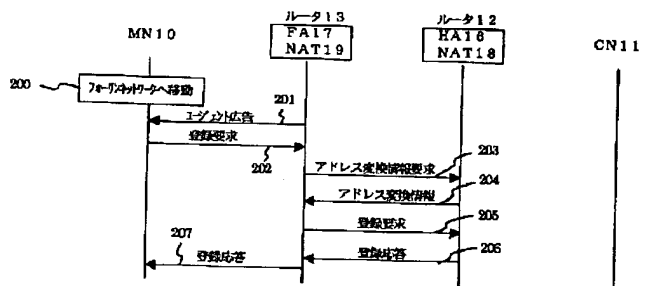 MN10
ルータ13
FA17
NAT19
ルータ12
HA16
NAT18
CN11
200
フォーリンネットワークへ移動
201
エージェント広告
登録要求
202
203
アドレス変換情報要求
204
アドレス変換情報
登録要求
205
207
登録応答
登録応答
206